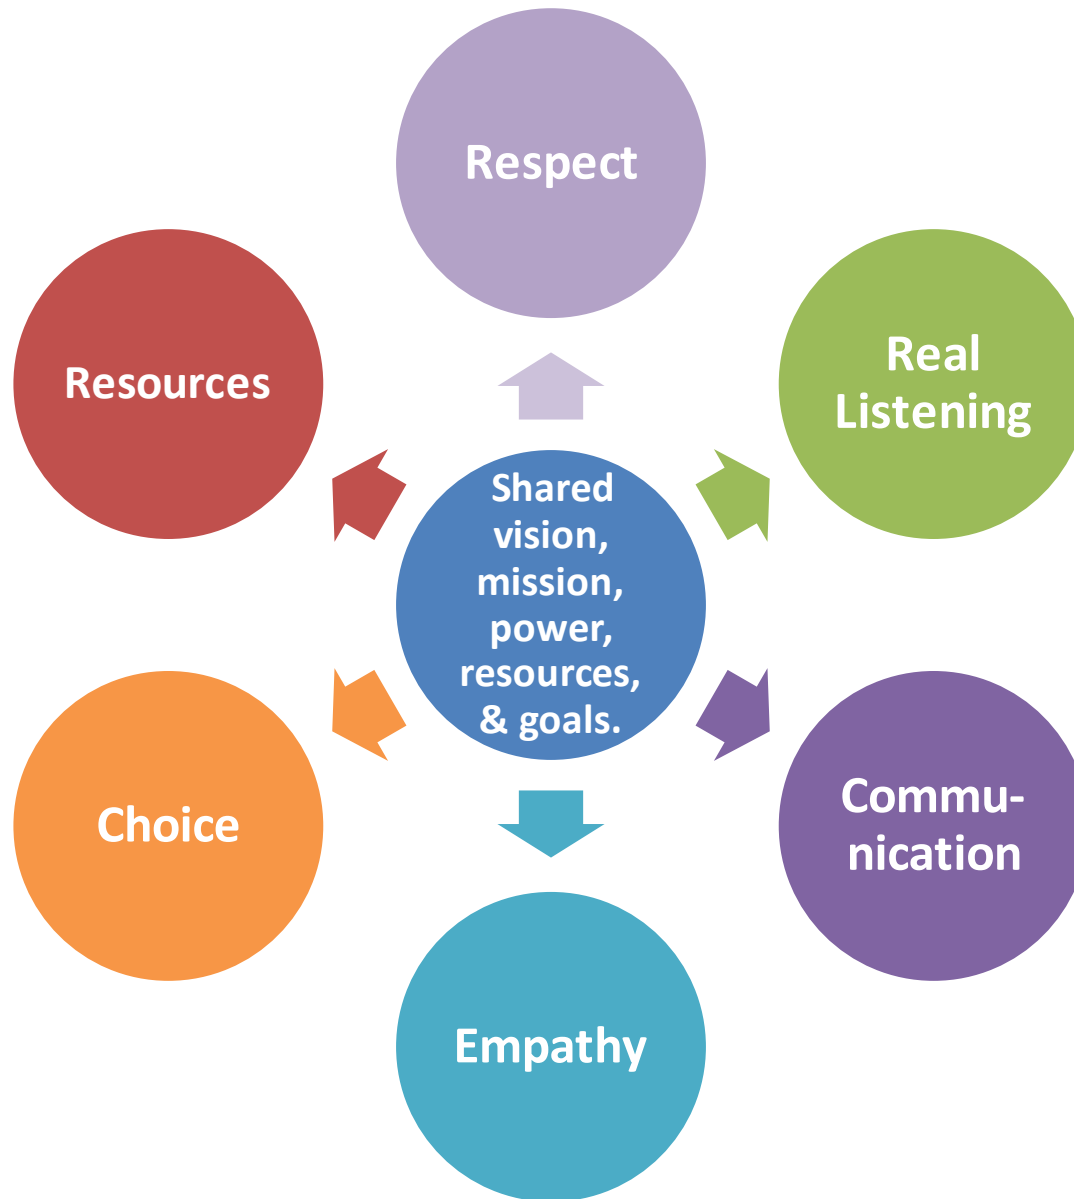 Respect
Real
Listening
Resources
Shared
vision,
mission,
power,
resources,
& goals.
Commu-
nication
Choice
Empathy